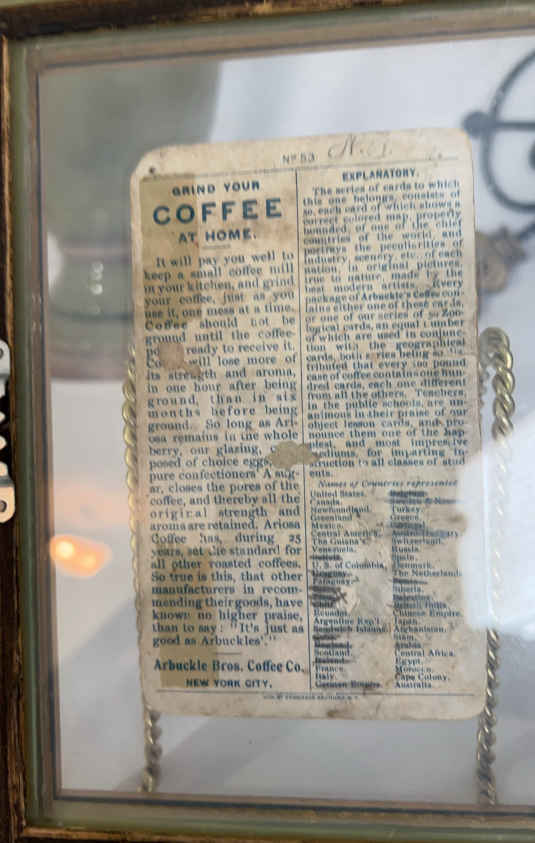 Nº 53
GRIND YOUR
COFFEE
AT HOME.
It will pay you well to
keep a small coffee mill
in your kitchen, and grind
your coffee, just as you
use it, one mess at a time.
Coffee should not be
ground until the coffee-
ready to receive it.
will lose more of
its strength and aroma,
in one hour after being
ground, than in six
months before being
ground. So long as Ari-
osa remains in the whole
berry, our glazing,
posed of choice eggs,
pure confectioners' A sug-
ar, closes the pores of the
coffee, and thereby all the
original strength and
aroma are retained. Ariosa
Coffee has, during 25
years, set the standard for
all other roasted coffees.
So true is this, that other
manufacturers in recom-
mending their goods, have
known no higher praise,
than to say: "It's just as
good as Arbuckles'."
Arbuckle Bros. Coffee Co.
NEW YORK CITY.
EXPLANATORY.
The series of cards to which
this one belongs, consists of
50, each card of which shows a
correct colored map, properly
bounded, of one of the
countries of the world, and
portrays the peculiarities of
industry, scenery, etc., of each
nation, in original pictures,
true to nature, made by the
best modern artists. Every
package of Arbuckle's Coffee con-
tains either one of these cards,
or one of our series of 50 Zoo-
logical cards, an equal number
of which are used in conjunc-
tion with the geographical
cards, both series being so dis-
tributed that every 100 pound
case of coffee contains one hun-
dred cards, each one different
from all the others. Teachers,
in the public schools, are un-
animous in their praise of our
object lesson cards, and pro-
nounce them one of the hap-
piest, and most impressive
mediums, for imparting in-
struction to all classes of stud-
ents.
Names of Countries represented
United States.
Canada.
Newfoundland.
Greenland
Mexico.
Central America.
The Guiana's
Venezuela.
U. S. of Colombia.
Uruguay.
Paraguay.
Ecuador.
Argentine Rep'l.
Sandwich Islands.
England.
Scotland.
Ireland.
France.
Italy.
German Empire.
Belgium.
Turkey.
Greece.
Austro-Hungary
Switzerland.
Russia.
Spain.
Denmark.
The Netherlands
Siberia.
British India.
Chinese Empire.
Japan.
Afghanistan.
Siam.
Arabia
Central Africa.
Egypt.
Morocco.
Cape Colony.
Australia.